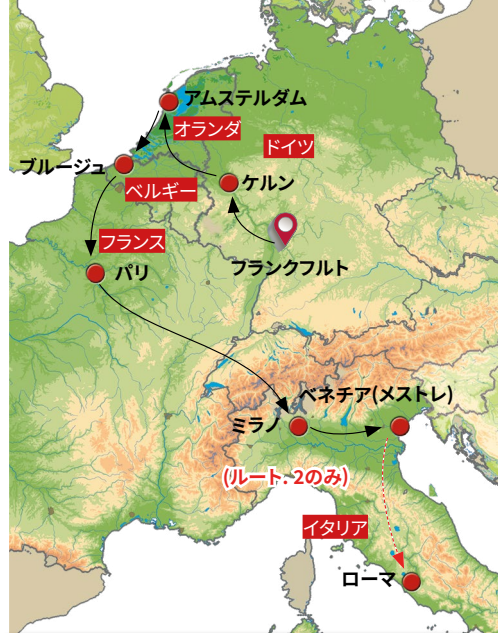 アムステルダム
オランダ
ドイツ
ブルージュ
ベルギー
ケルン
フランス
フランクフルト
パリ
ベネチア(メストレ)
ミラノ
(ルート. 2のみ)
イタリア
ローマ